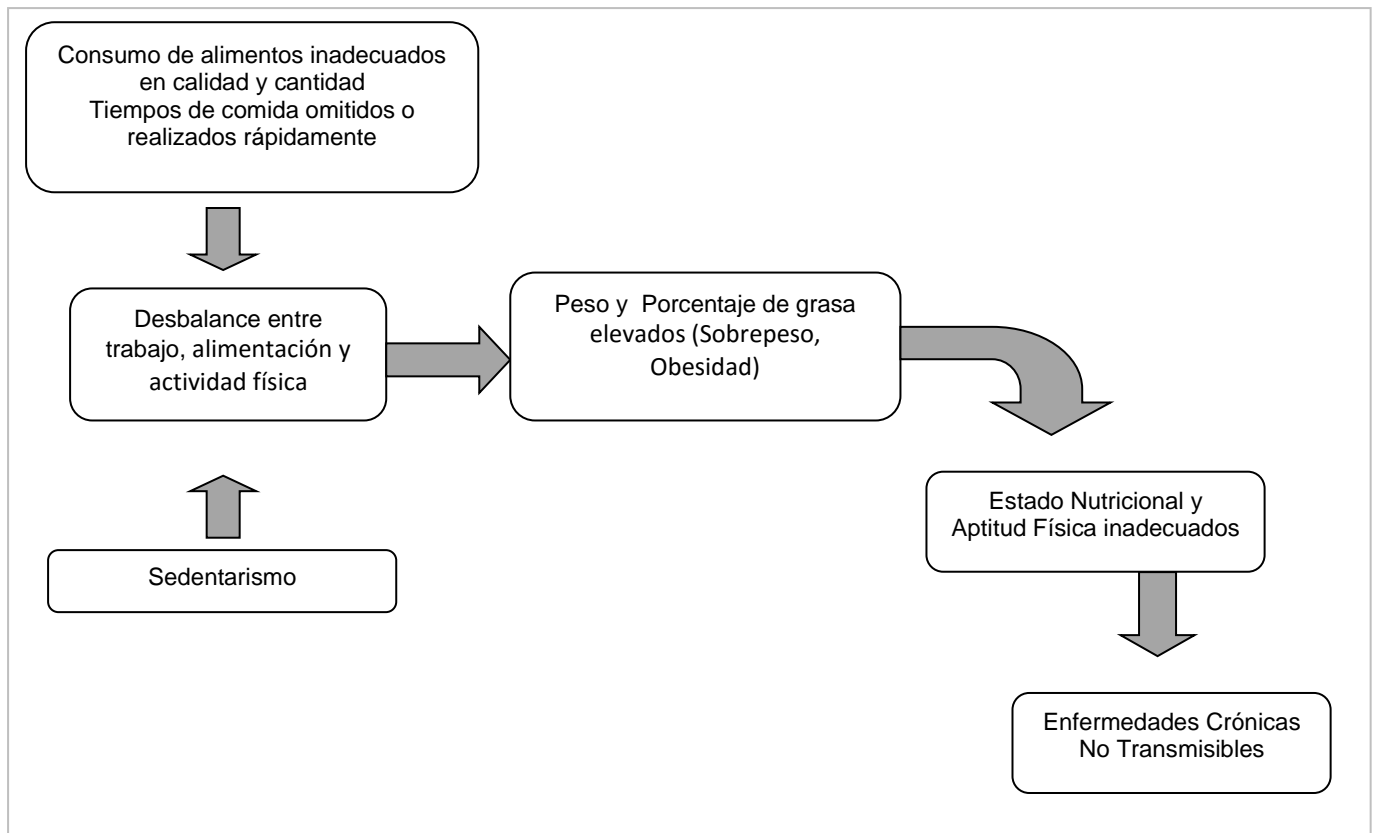 Consumo de alimentos inadecuados
en calidad y cantidad
Tiempos de comida omitidos o
realizados rápidamente
Desbalance entre
trabajo, alimentación y
actividad física
Sedentarismo
Peso y Porcentaje de grasa
elevados (Sobrepeso,
Obesidad)
Estado Nutricional y
Aptitud Física inadecuados
Enfermedades Crónicas
No Transmisibles